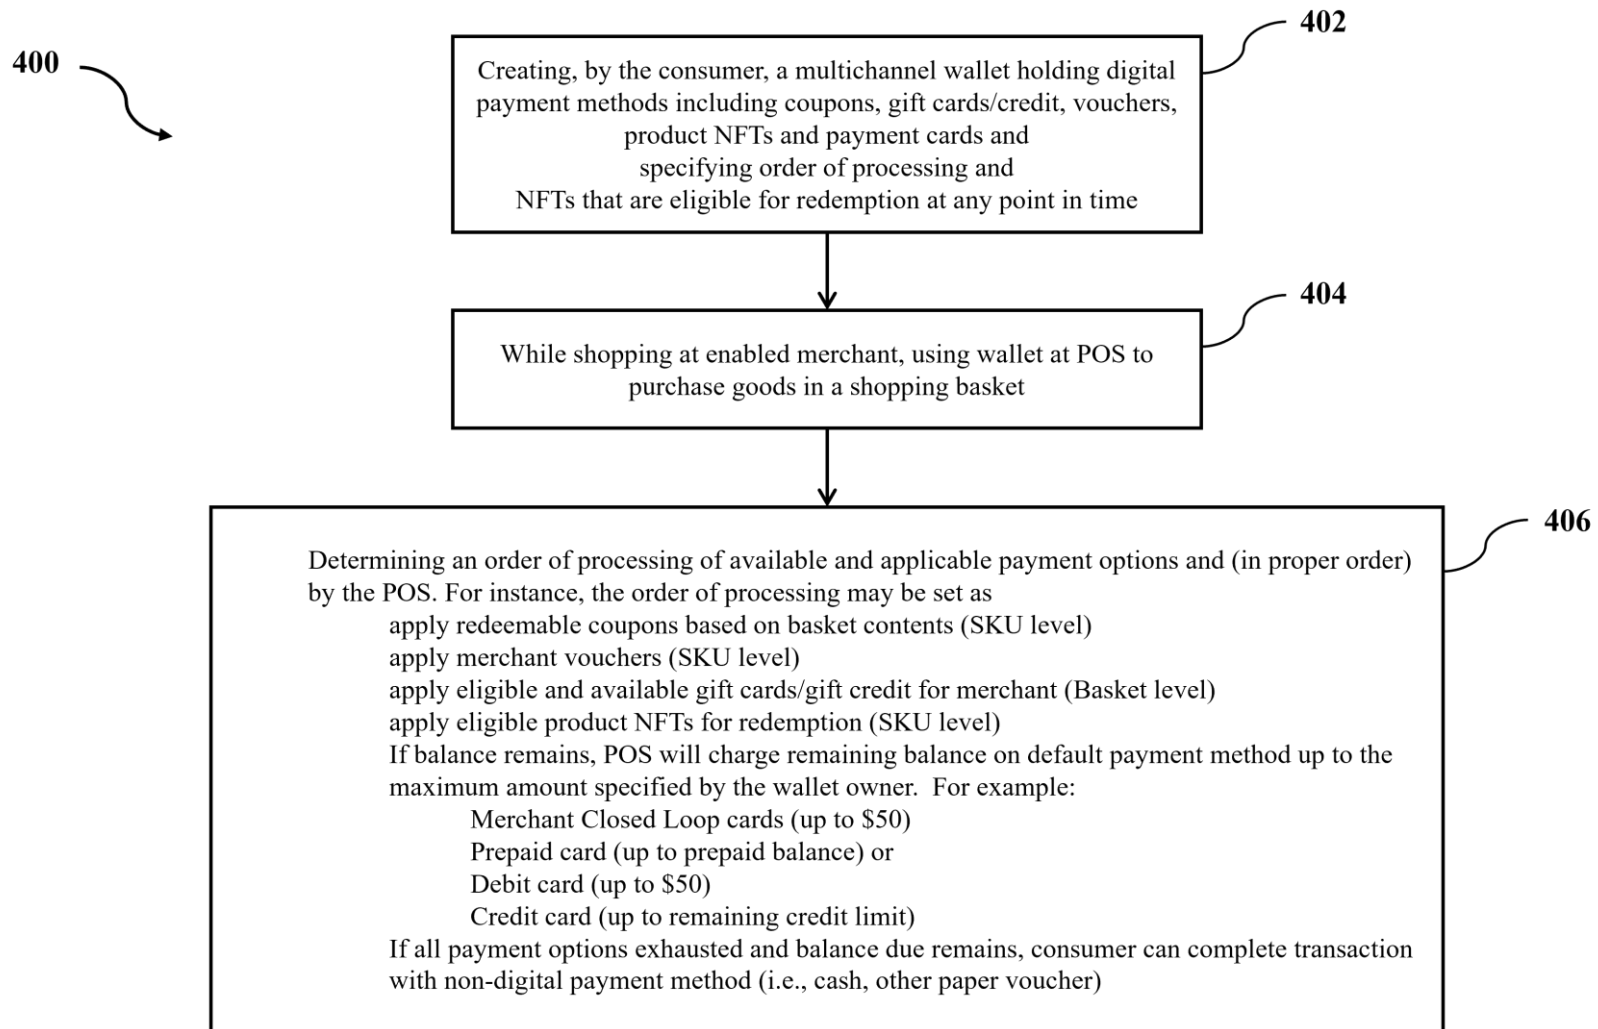 400
402
Creating, by the consumer, a multichannel wallet holding digital
payment methods including coupons, gift cards/credit, vouchers,
product NFTs and payment cards and
specifying order of processing and
NFTs that are eligible for redemption at any point in time
404
While shopping at enabled merchant, using wallet at POS to
purchase goods in a shopping basket
406
Determining an order of processing of available and applicable payment options and (in proper order)
by the POS. For instance, the order of processing may be set as
apply redeemable coupons based on basket contents (SKU level)
apply merchant vouchers (SKU level)
apply eligible and available gift cards/gift credit for merchant (Basket level)
apply eligible product NFTs for redemption (SKU level)
If balance remains, POS will charge remaining balance on default payment method up to the
maximum amount specified by the wallet owner.  For example:
Merchant Closed Loop cards (up to $50)
Prepaid card (up to prepaid balance) or
Debit card (up to $50)
Credit card (up to remaining credit limit)
If all payment options exhausted and balance due remains, consumer can complete transaction
with non-digital payment method (i.e., cash, other paper voucher)